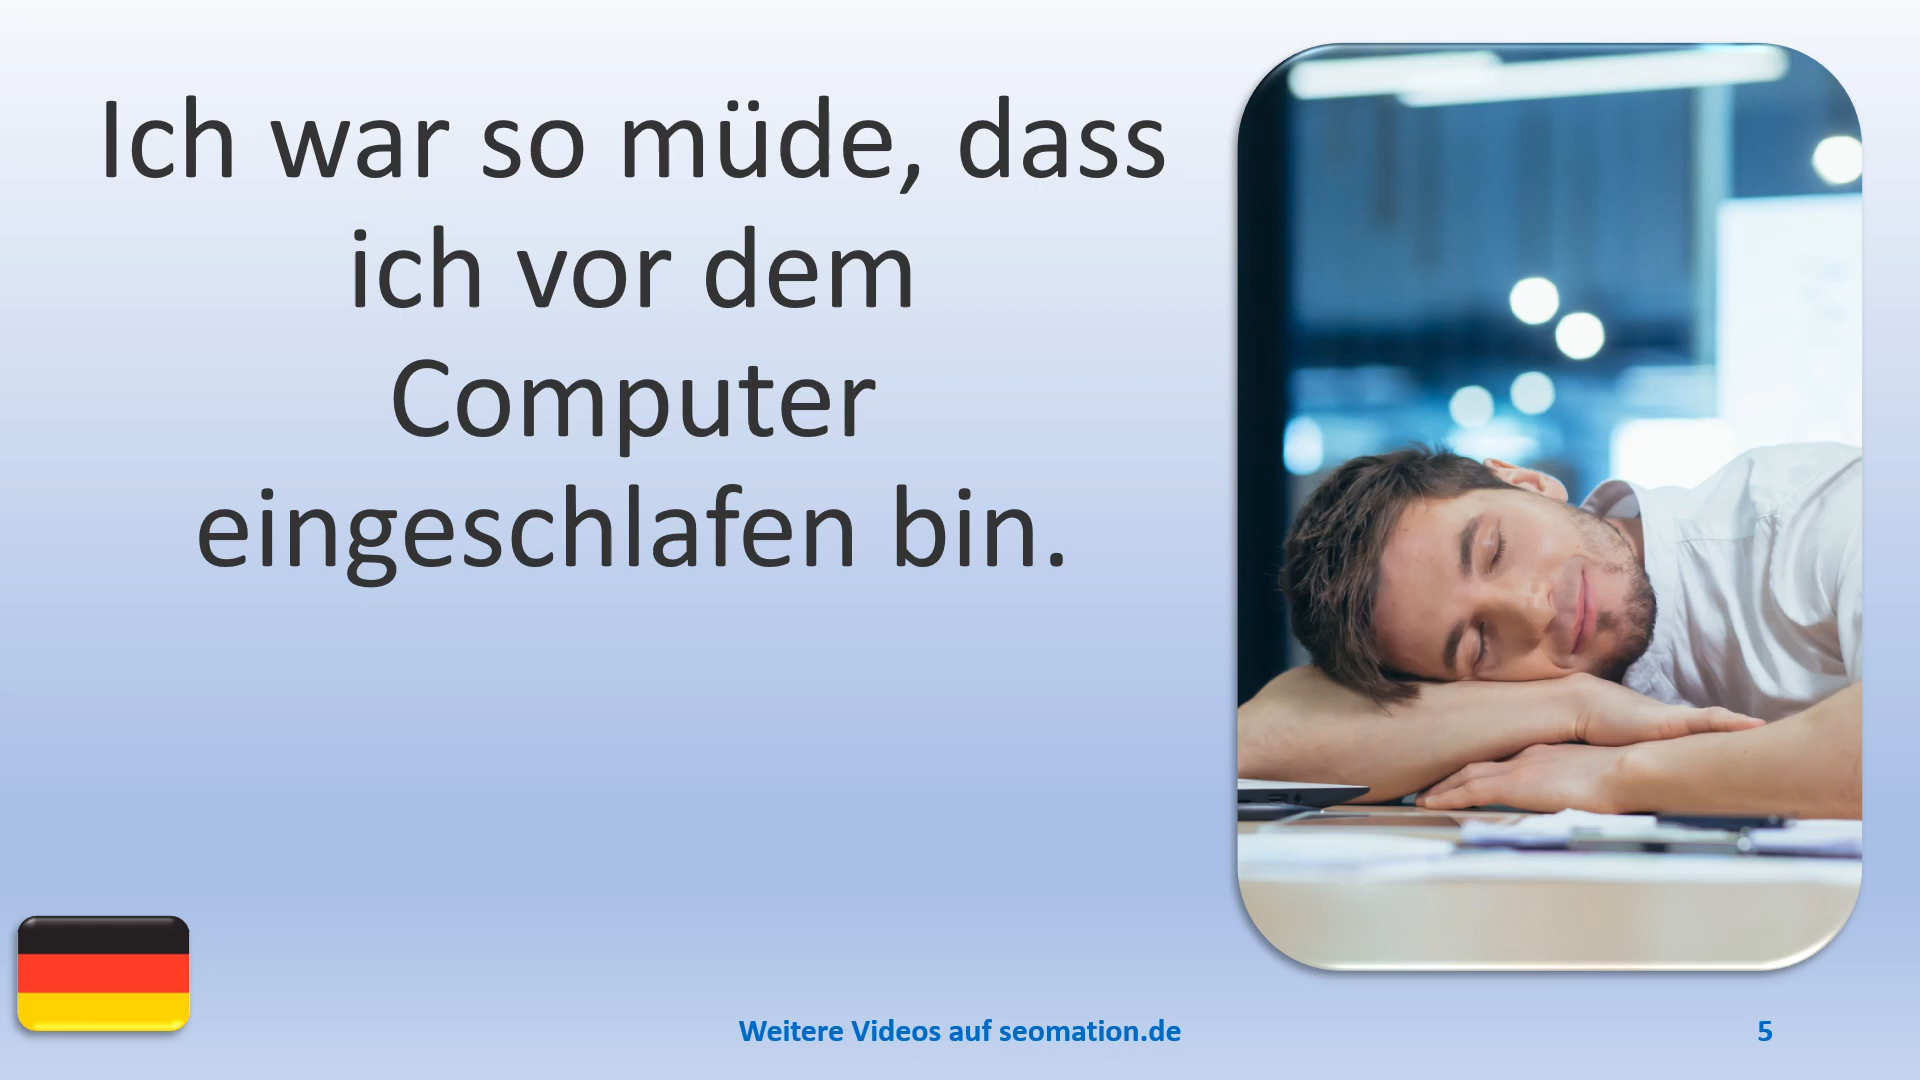 Ich war so müde, dass
ich vor dem
Computer
eingeschlafen bin.
Weitere Videos auf seomation.de
5